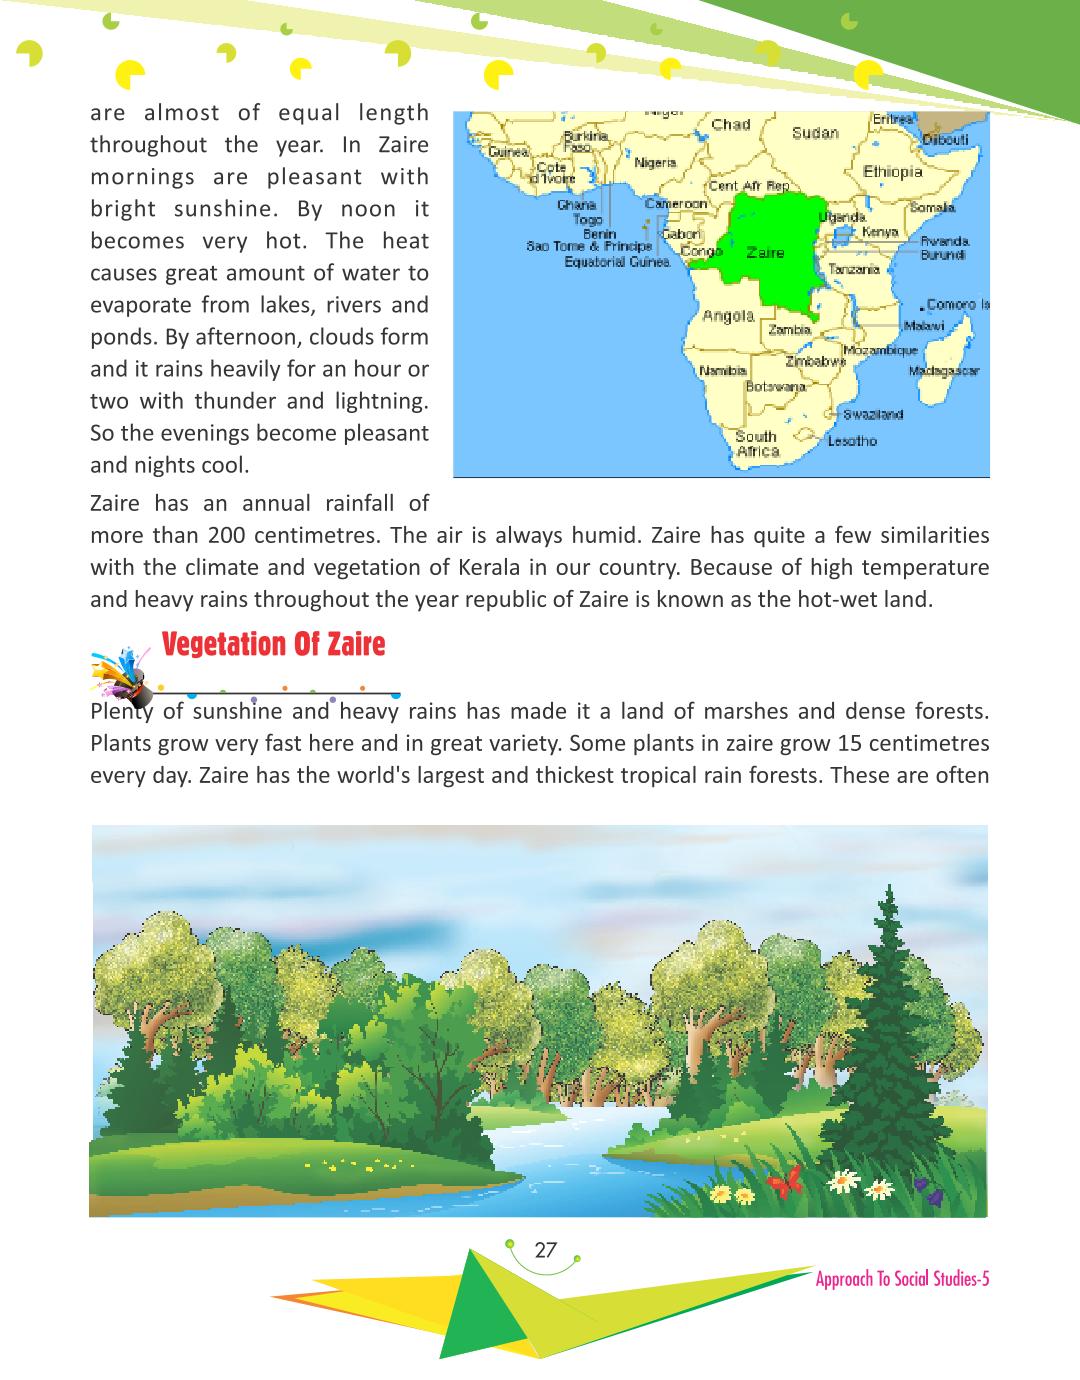 are almost of equal length
throughout the year. In Zaire
mornings are pleasant with
bright sunshine. By noon it
becomes very hot. The heat
causes great amount of water to
evaporate from lakes, rivers and
ponds. By afternoon, clouds form
and it rains heavily for an hour or
two with thunder and lightning.
So the evenings become pleasant
and nights cool.
Chad
Sudan
Eritrea
Djibouti
Burkina
Faso
Guinea
Cote
d'Ivoire
Nigeria
Ethiopia
Cent Afr Rep
Ghana
Togo
Benin
Cameroon
Uganda
Somalia
Kenya
Gabon
Sao Tome & Principe
Equatorial Guinea
Congo
Zaire
Rwanda
Burundi
Tanzania
Comoro Is
Angola
Zambia
Malawi
Mozambique
Zimbabwe
Namibia
Botswana
Madagascar
Swaziland
South
Africa
Lesotho
Zaire has an annual rainfall of
more than 200 centimetres. The air is always humid. Zaire has quite a few similarities
with the climate and vegetation of Kerala in our country. Because of high temperature
and heavy rains throughout the year republic of Zaire is known as the hot-wet land.
Vegetation Of Zaire
Plenty of sunshine and heavy rains has made it a land of marshes and dense forests.
Plants grow very fast here and in great variety. Some plants in zaire grow 15 centimetres
every day. Zaire has the world's largest and thickest tropical rain forests. These are often
27
Approach To Social Studies-5